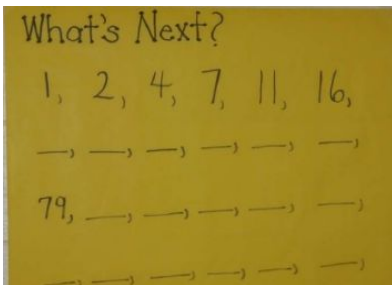 What's Next?
1, 2, 4, 7, 11, 16,
__, __, __, __, __, __,
79, __, __, __, __, __,
__, __, __, __, __, __,